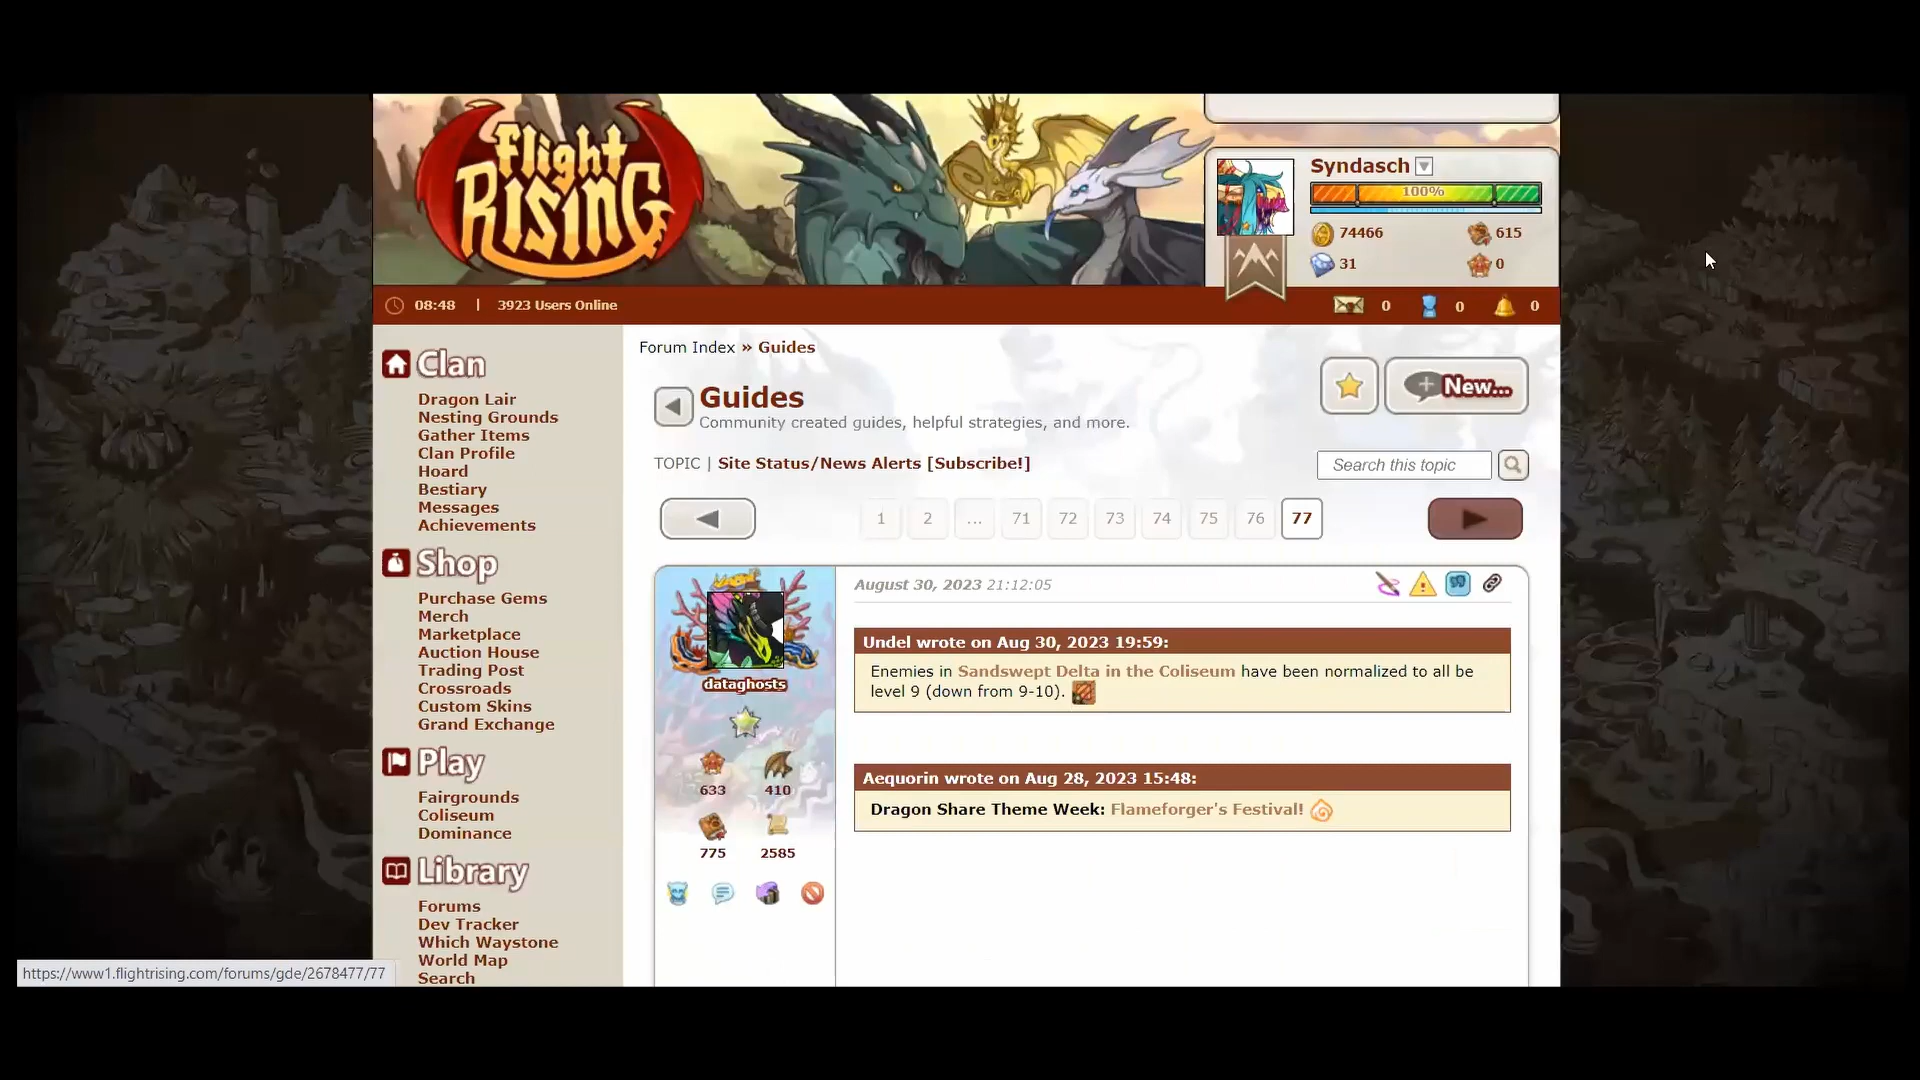 flight RISING
Syndasch
100%
74466 615
31 0
08:48 | 3923 Users Online
0 0 0
Clan
Dragon Lair
Nesting Grounds
Gather Items
Clan Profile
Hoard
Bestiary
Messages
Achievements
Shop
Purchase Gems
Merch
Marketplace
Auction House
Trading Post
Crossroads
Custom Skins
Grand Exchange
Play
Fairgrounds
Coliseum
Dominance
Library
Forums
Dev Tracker
Which Waystone
World Map
Search
Forum Index » Guides
Guides
Community created guides, helpful strategies, and more.
New...
TOPIC | Site Status/News Alerts [Subscribe!]
Search this topic
1 2 ... 71 72 73 74 75 76 77
dataghosts
633 410
775 2585
August 30, 2023 21:12:05
Undel wrote on Aug 30, 2023 19:59:
Enemies in Sandswept Delta in the Coliseum have been normalized to all be
level 9 (down from 9-10).
Aequorin wrote on Aug 28, 2023 15:48:
Dragon Share Theme Week: Flameforger's Festival!
https://www1.flightrising.com/forums/gde/2678477/77